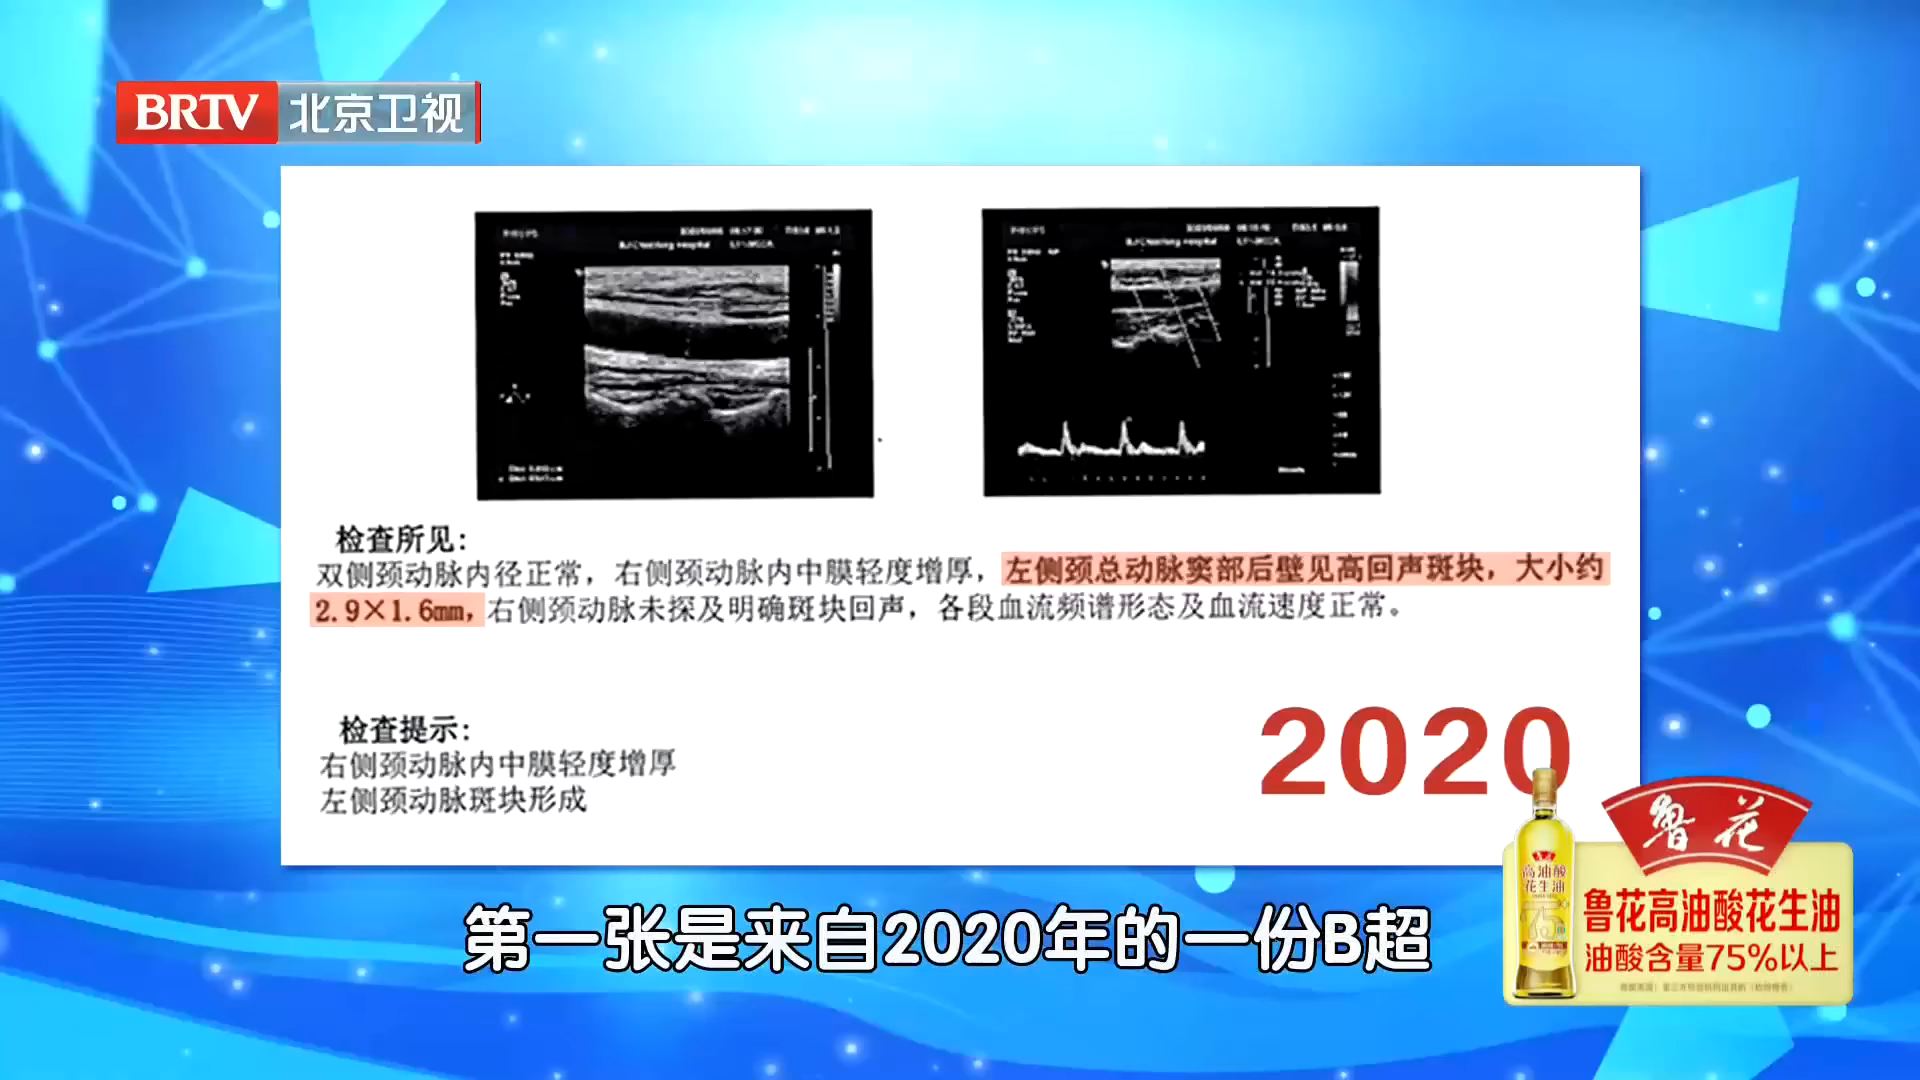 BRTV 北京卫视
检查所见:
双侧颈动脉内径正常，右侧颈动脉内中膜轻度增厚，左侧颈总动脉窦部后壁见高回声斑块，大小约
2.9×1.6mm，右侧颈动脉未探及明确斑块回声，各段血流频谱形态及血流速度正常。
检查提示:
右侧颈动脉内中膜轻度增厚
左侧颈动脉斑块形成
2020
鲁花
高油酸
花生油
鲁花高油酸花生油
油酸含量75%以上
第一张是来自2020年的一份B超